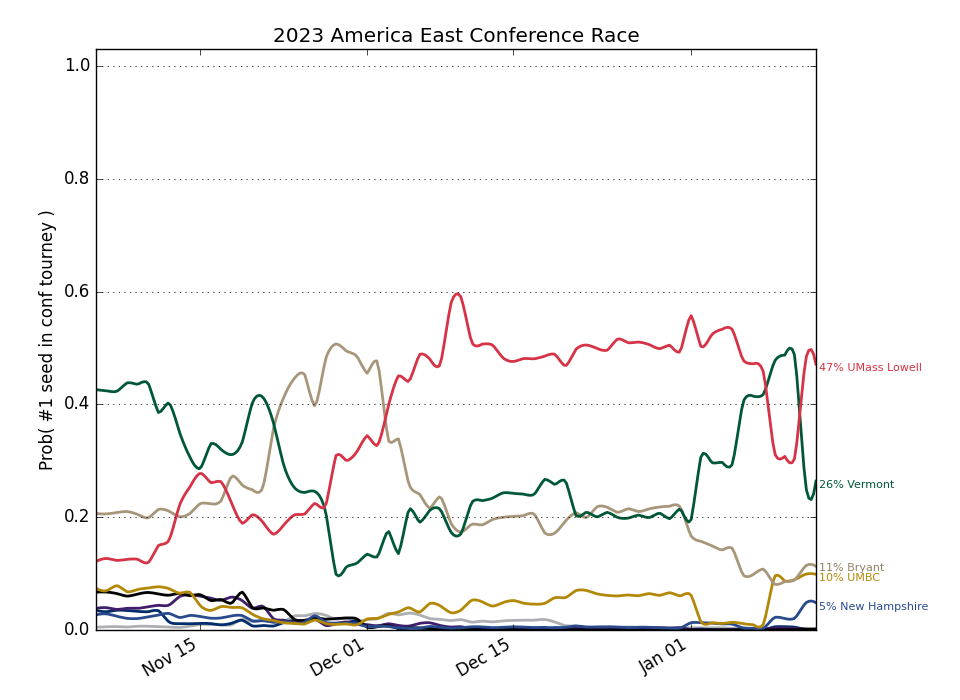 2023 America East Conference Race
Prob( #1 seed in conf tourney )
1.0
0.8
0.6
0.4
0.2
0.0
Nov 15
Dec 01
Dec 15
Jan 01
47% UMass Lowell
26% Vermont
11% Bryant
10% UMBC
5% New Hampshire